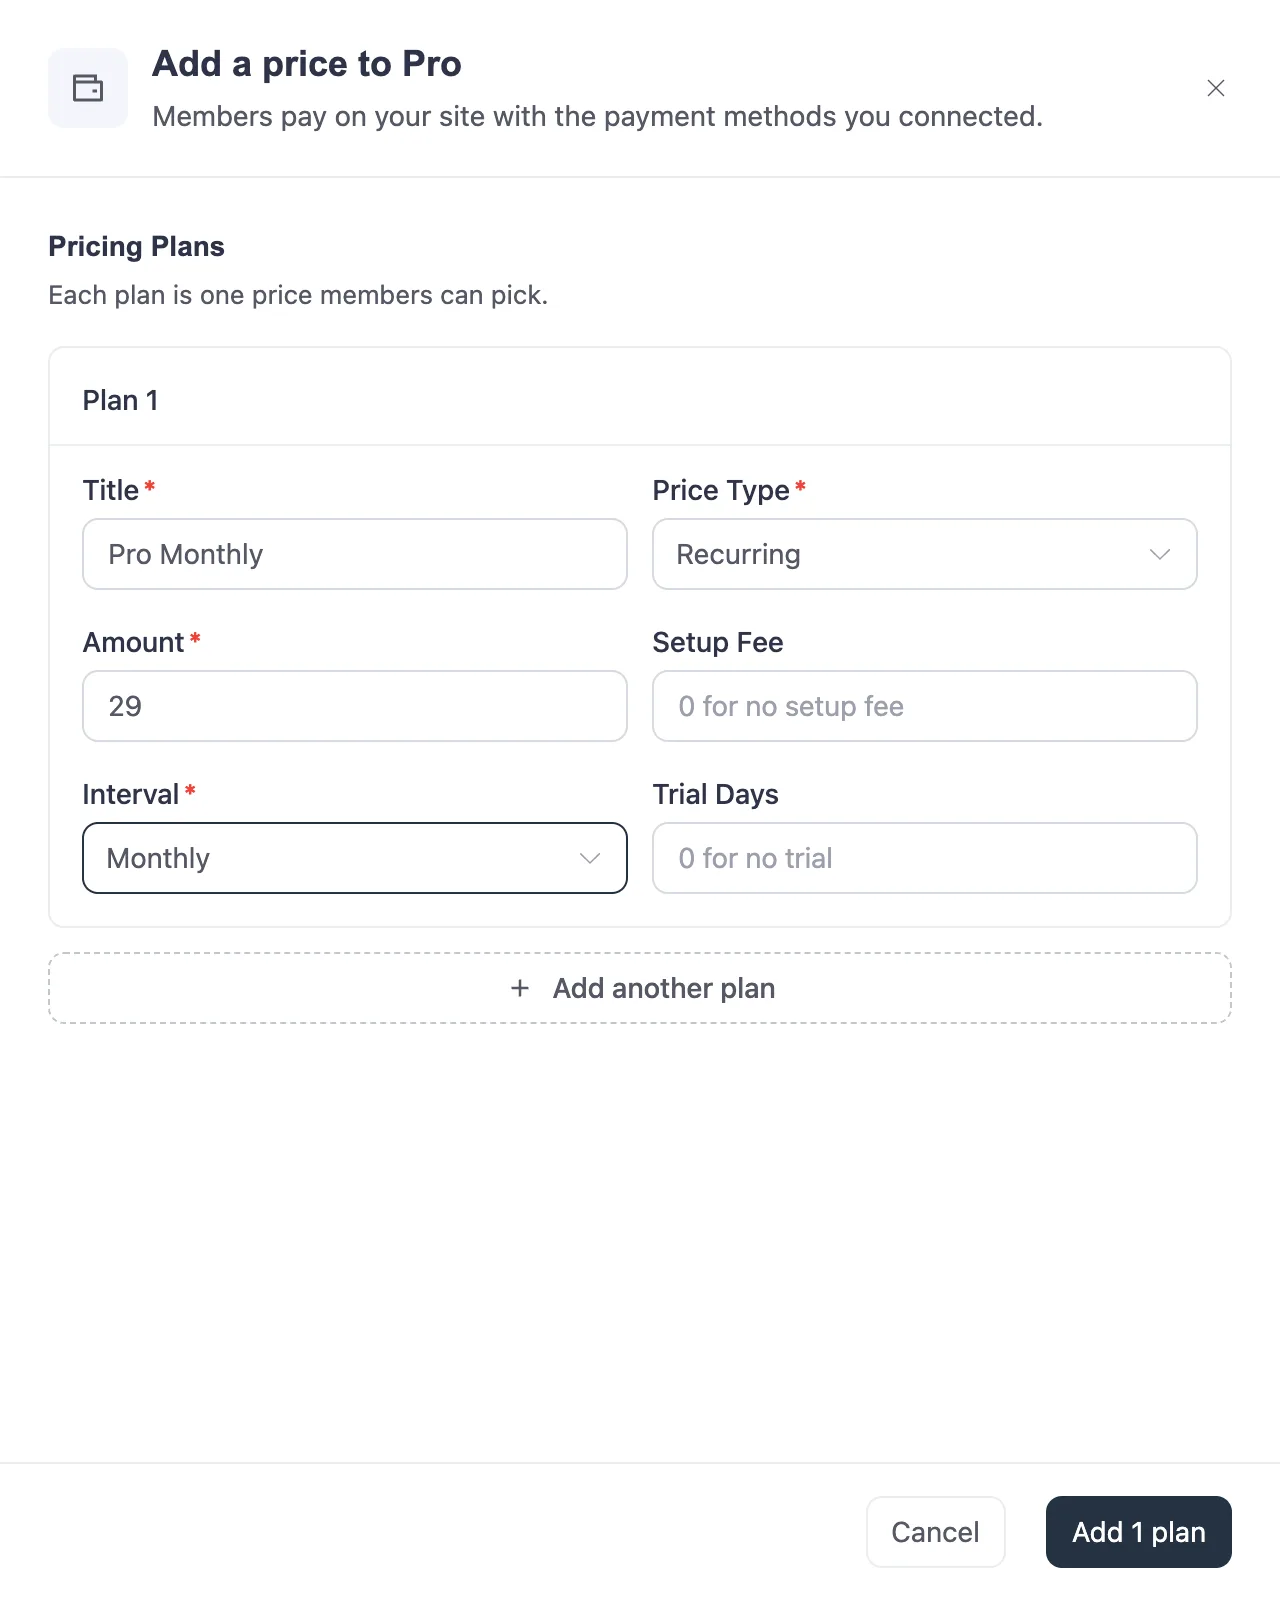 Add a price to Pro
Members pay on your site with the payment methods you connected.
Pricing Plans
Each plan is one price members can pick.
Plan 1
Title *
Price Type *
Pro Monthly
Recurring
Amount *
Setup Fee
29
0 for no setup fee
Interval *
Trial Days
Monthly
0 for no trial
+ Add another plan
Cancel
Add 1 plan